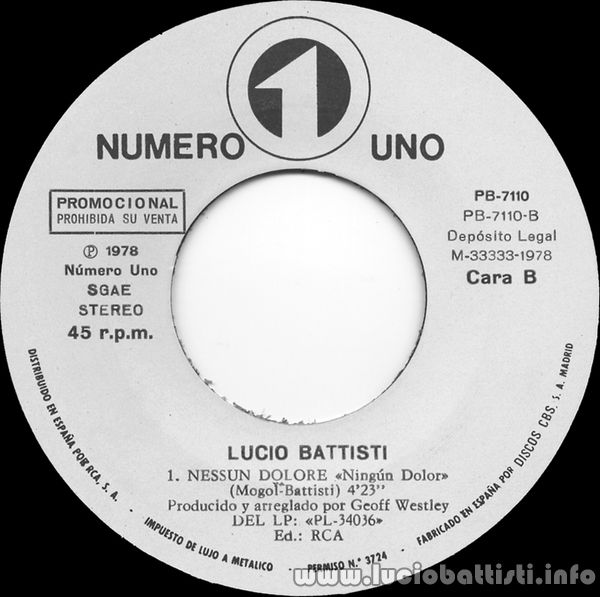 1
NUMERO UNO
PROMOCIONAL
PROHIBIDA SU VENTA
℗ 1978
Número Uno
SGAE
STEREO
45 r.p.m.
PB-7110
PB-7110-B
Depósito Legal
M-33333-1978
Cara B
LUCIO BATTISTI
1. NESSUN DOLORE «Ningún Dolor»
(Mogol-Battisti) 4'23"
Producido y arreglado por Geoff Westley
DEL LP: «PL-34036»
Ed.: RCA
DISTRIBUIDO EN ESPAÑA POR RCA, S. A. - IMPUESTO DE LUJO A METALICO - PERMISO N.º 3724 - FABRICADO EN ESPAÑA POR DISCOS CBS, S. A. MADRID
www.luciobattisti.info